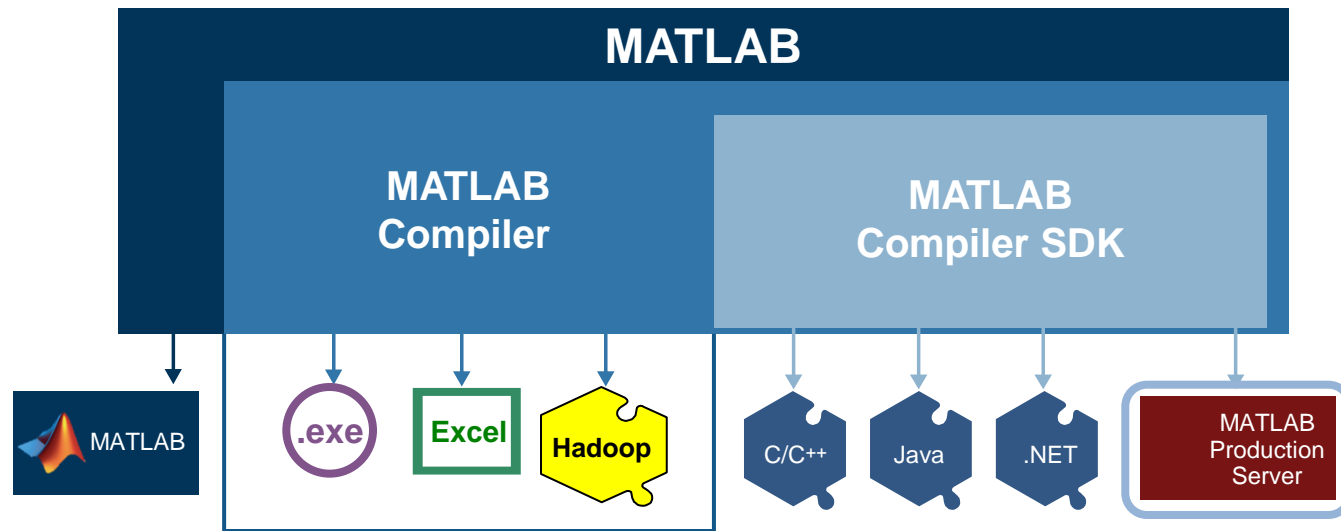 MATLAB
MATLAB
Compiler
MATLAB
Compiler SDK
MATLAB
.exe
Excel
Hadoop
C/C++
Java
.NET
MATLAB
Production
Server